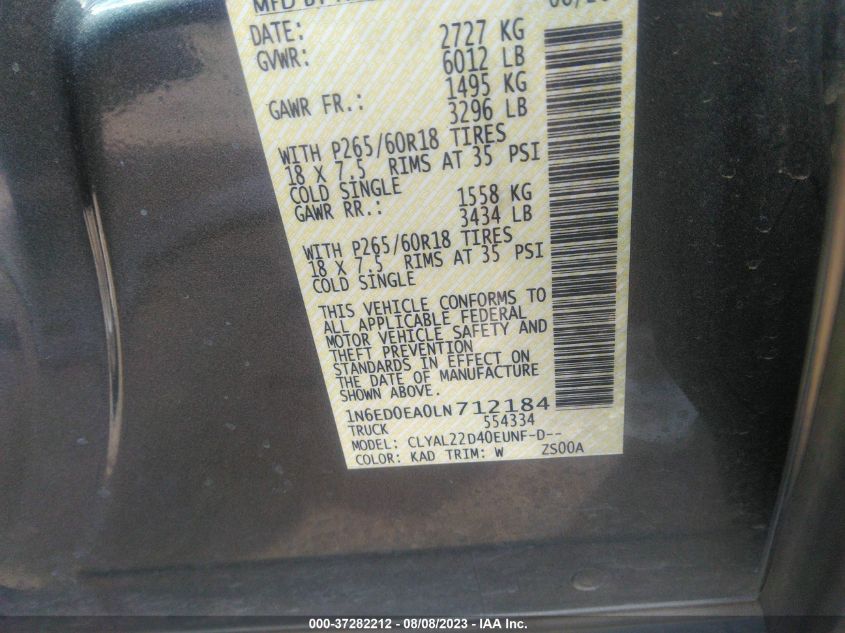 MFD BY
DATE:
GVWR: 2727 KG
6012 LB
GAWR FR.: 1495 KG
3296 LB
WITH P265/60R18 TIRES
18 X 7.5 RIMS AT 35 PSI
COLD SINGLE
GAWR RR.: 1558 KG
3434 LB
WITH P265/60R18 TIRES
18 X 7.5 RIMS AT 35 PSI
COLD SINGLE
THIS VEHICLE CONFORMS TO
ALL APPLICABLE FEDERAL
MOTOR VEHICLE SAFETY AND
THEFT PREVENTION
STANDARDS IN EFFECT ON
THE DATE OF MANUFACTURE
SHOWN ABOVE.
1N6ED0EA0LN712184
TRUCK 554334
MODEL: CLYAL22D40EUNF-D--
COLOR: KAD TRIM: W ZS00A
000-37282212 - 08/08/2023 - IAA Inc.